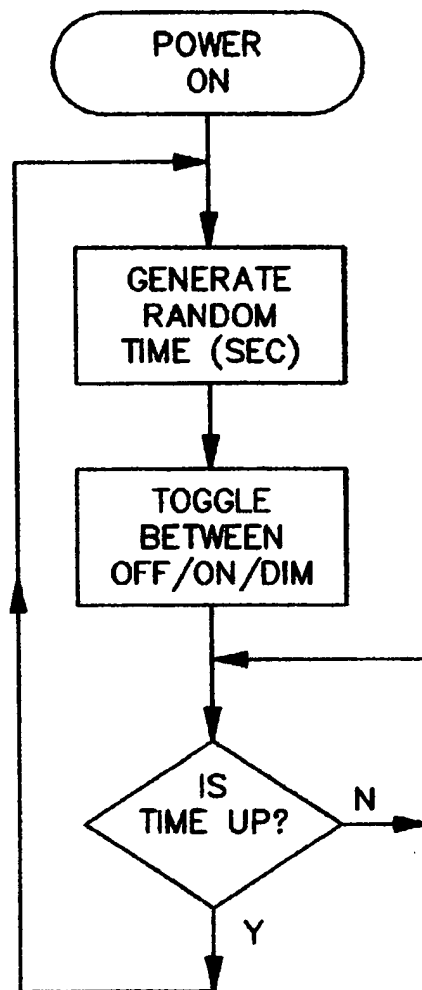 POWER
ON
GENERATE
RANDOM
TIME (SEC)
TOGGLE
BETWEEN
OFF/ON/DIM
IS
TIME UP?
N
Y